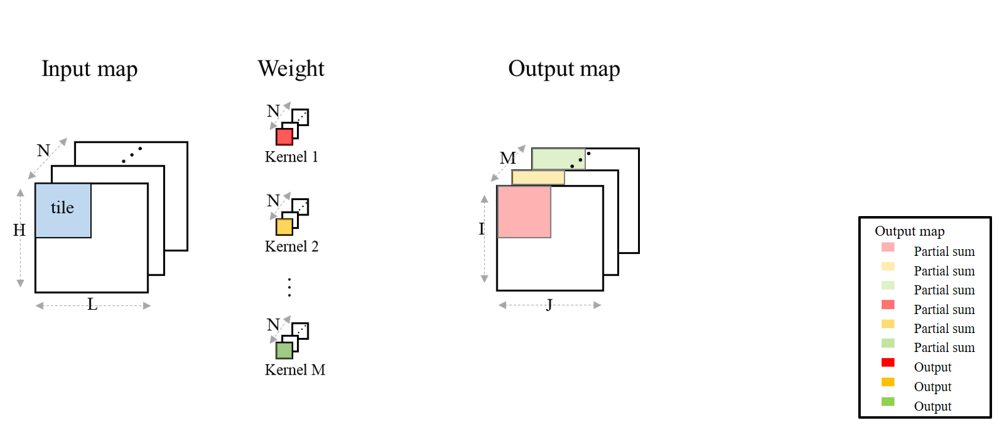 Input map
Weight
Output map
N
H
tile
L
N
Kernel 1
N
Kernel 2
N
Kernel M
M
I
J
Output map
Partial sum
Partial sum
Partial sum
Partial sum
Partial sum
Partial sum
Output
Output
Output